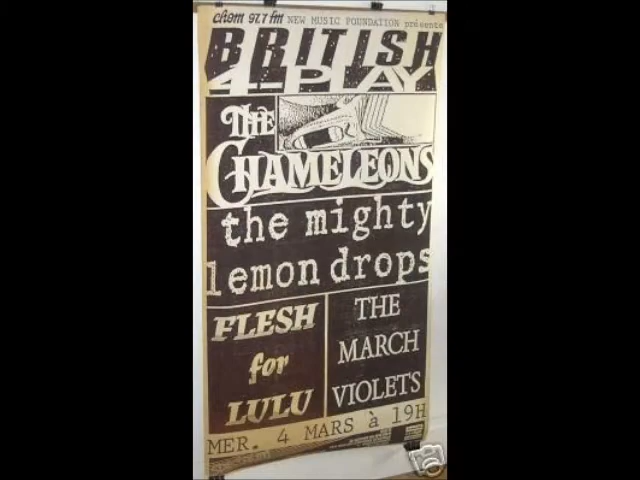 chom 97.7 fm NEW MUSIC FOUNDATION présente
BRITISH
4-PLAY
THE
CHAMELEONS
the mighty
lemon drops
FLESH
for
LULU
THE
MARCH
VIOLETS
MER. 4 MARS à 19H